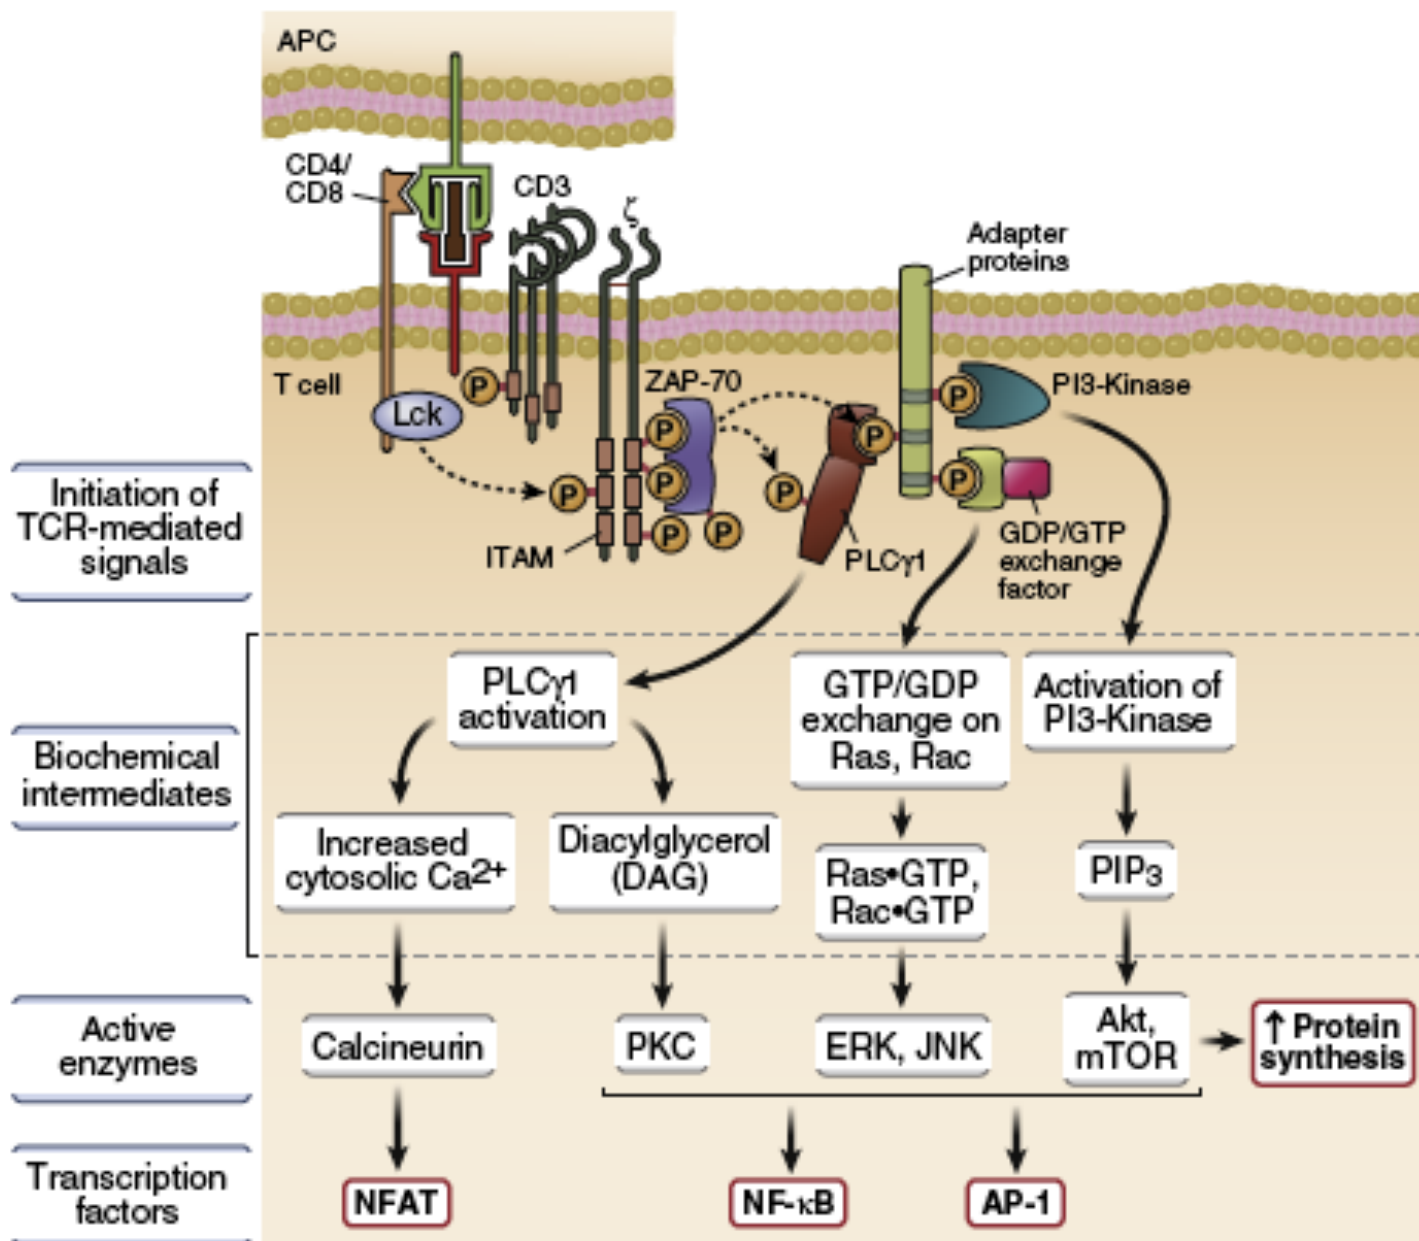 APC
CD4/
CD8
CD3
ζ
Adapter
proteins
T cell
Lck
P
ZAP-70
P
P
P
P
P
P
P
P
P
PI3-Kinase
ITAM
PLCγ1
GDP/GTP
exchange
factor
Initiation of
TCR-mediated
signals
Biochemical
intermediates
PLCγ1
activation
GTP/GDP
exchange on
Ras, Rac
Activation of
PI3-Kinase
Increased
cytosolic Ca2+
Diacylglycerol
(DAG)
Ras•GTP,
Rac•GTP
PIP3
Active
enzymes
Calcineurin
PKC
ERK, JNK
Akt,
mTOR
↑ Protein
synthesis
Transcription
factors
NFAT
NF-κB
AP-1